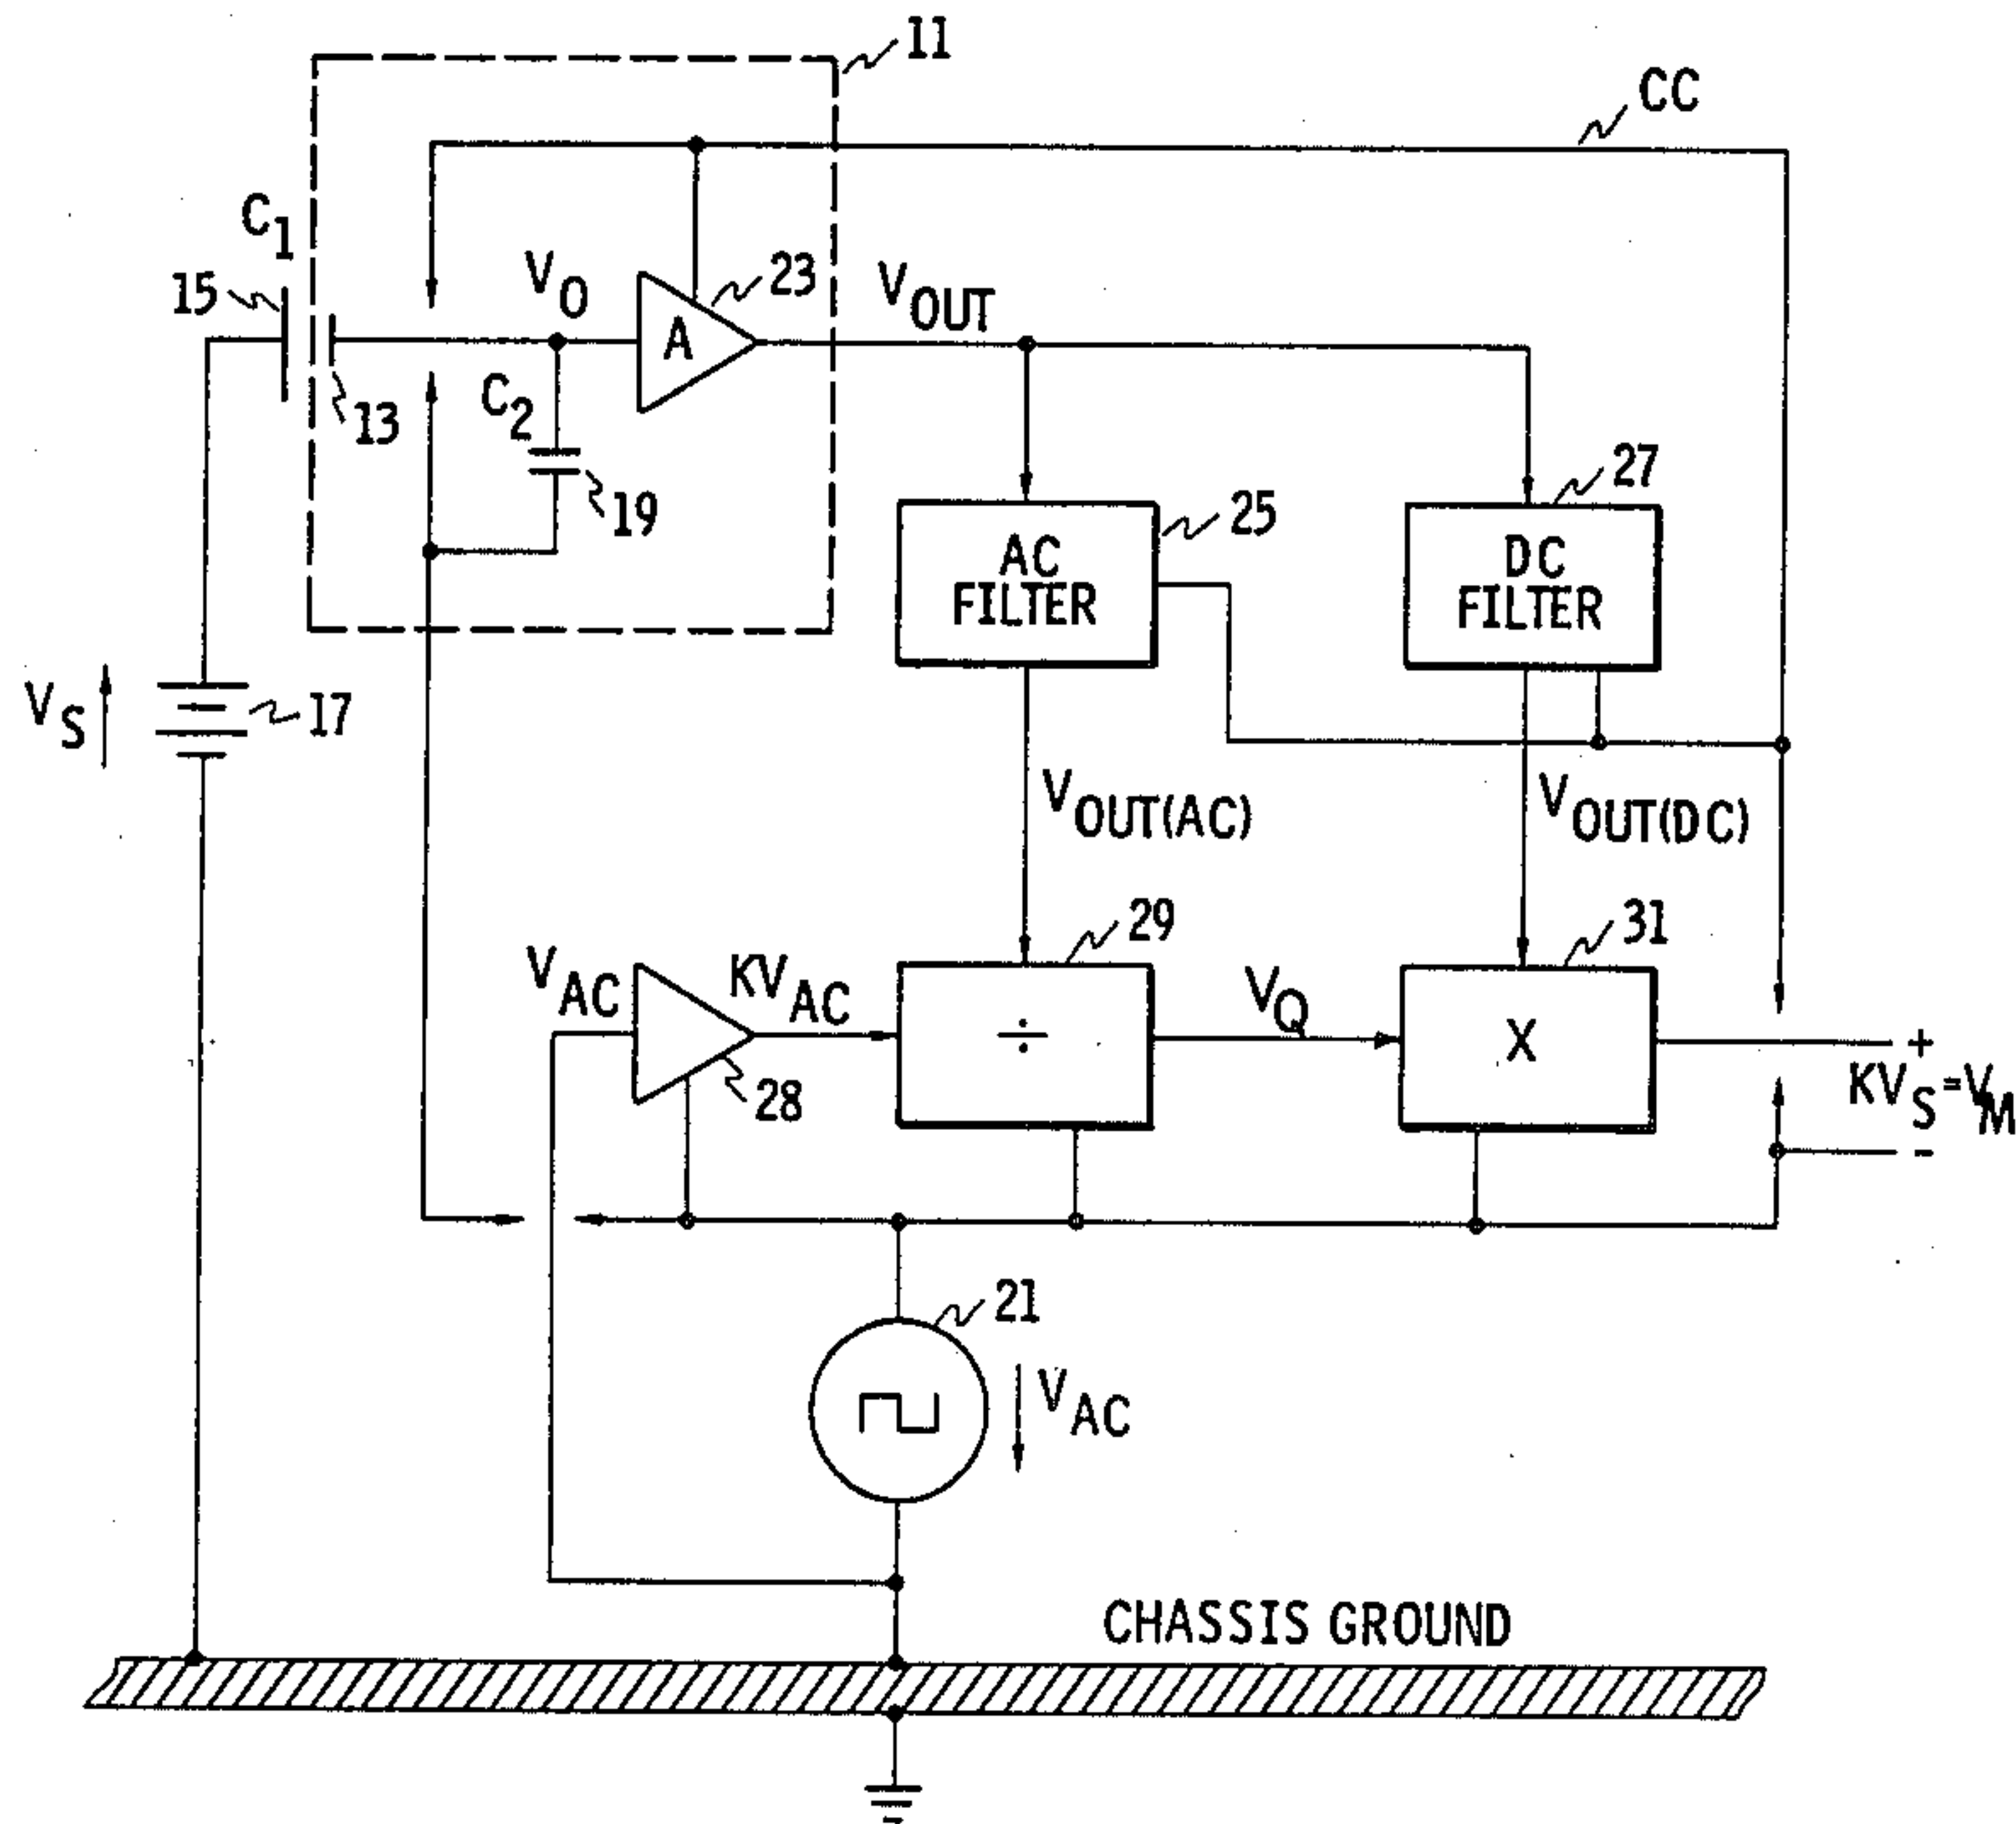 11
CC
C1
15
VO
23
VOUT
A
13
C2
19
27
25
AC
FILTER
DC
FILTER
VS
17
VOUT(AC)
VOUT(DC)
29
31
VAC
KVAC
÷
VQ
X
+
KVS=VM
-
28
21
VAC
CHASSIS GROUND